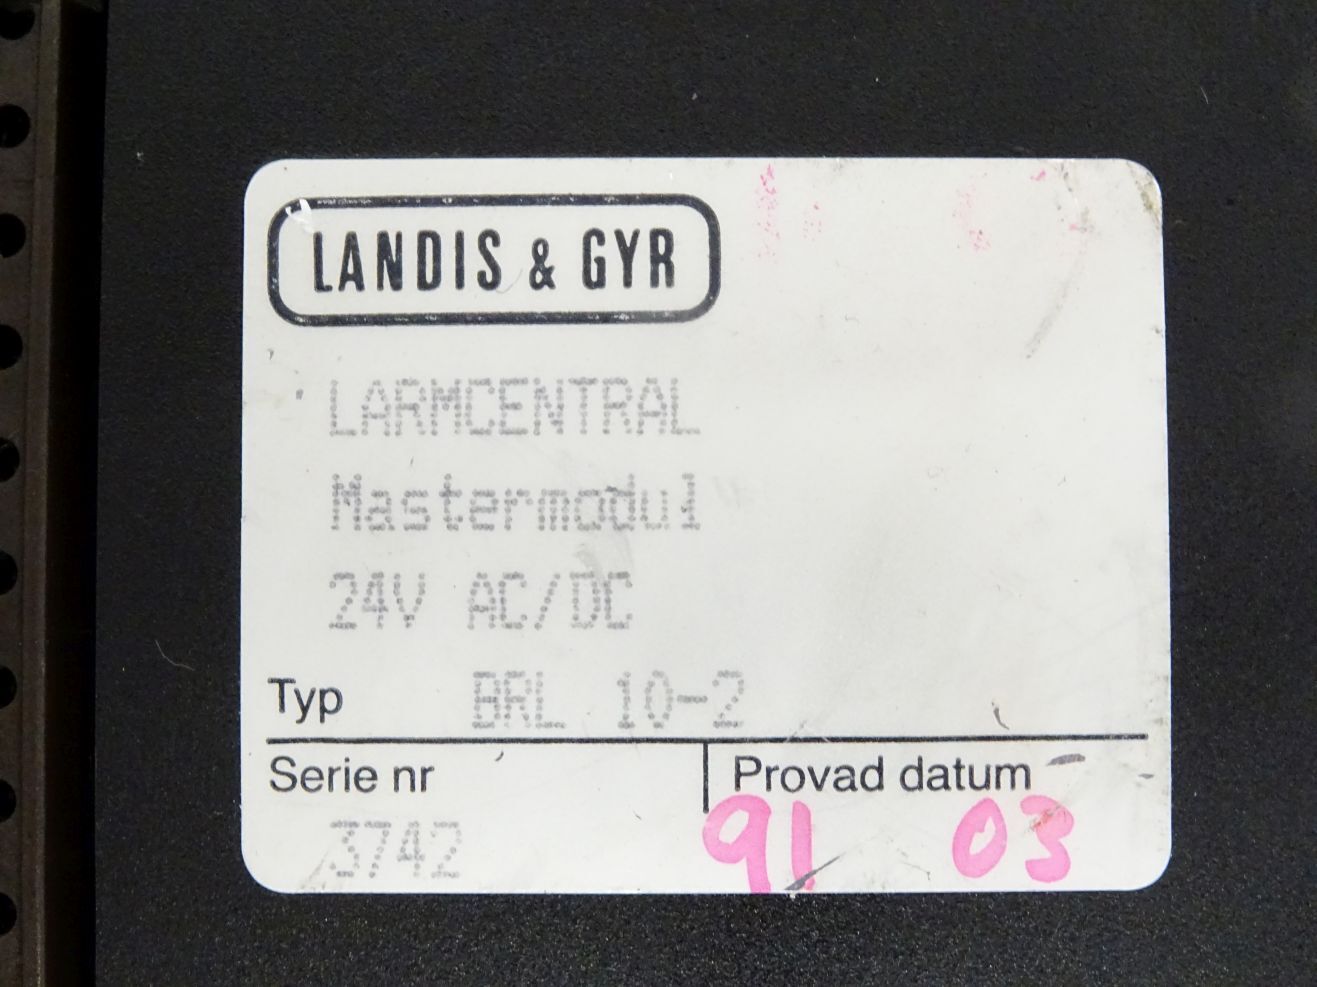 LANDIS & GYR
LARMCENTRAL
Mastermodul
24V AC/DC
Typ BRL 10-2
Serie nr Provad datum
3742 91 03